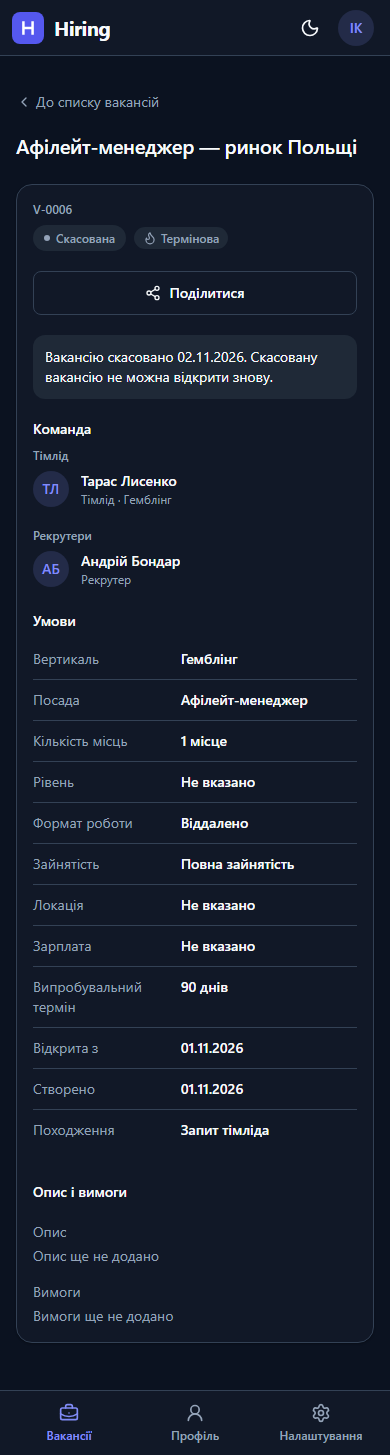 H Hiring ІК
До списку вакансій
Афілейт-менеджер — ринок Польщі
V-0006
Скасована Термінова
Поділитися
Вакансію скасовано 02.11.2026. Скасовану
вакансію не можна відкрити знову.
Команда
Тімлід
ТЛ Тарас Лисенко
Тімлід · Гемблінг
Рекрутери
АБ Андрій Бондар
Рекрутер
Умови
Вертикаль Гемблінг
Посада Афілейт-менеджер
Кількість місць 1 місце
Рівень Не вказано
Формат роботи Віддалено
Зайнятість Повна зайнятість
Локація Не вказано
Зарплата Не вказано
Випробувальний 90 днів
термін
Відкрита з 01.11.2026
Створено 01.11.2026
Походження Запит тімліда
Опис і вимоги
Опис
Опис ще не додано
Вимоги
Вимоги ще не додано
Вакансії Профіль Налаштування